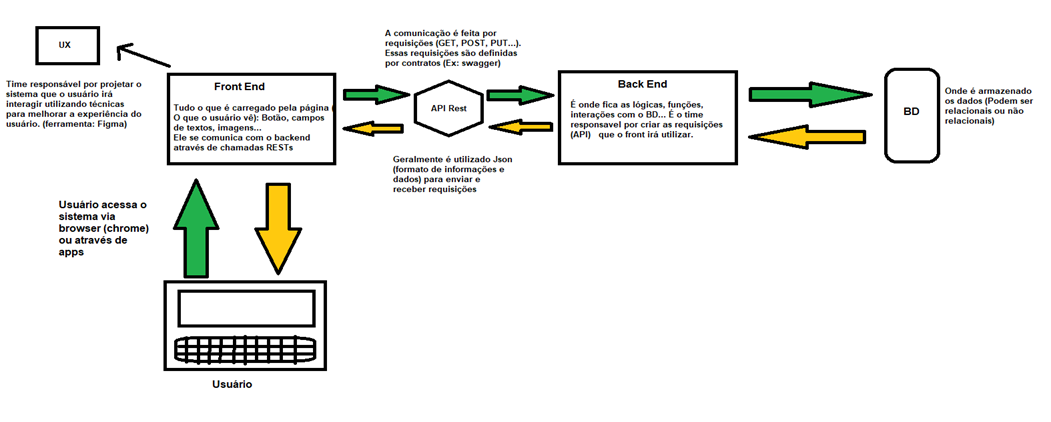 UX
Time responsável por projetar o
sistema que o usuário irá
interagir utilizando técnicas
para melhorar a experiência do
usuário. (ferramenta: Figma)
Front End
Tudo o que é carregado pela página (
O que o usuário vê): Botão, campos
de textos, imagens...
Ele se comunica com o backend
através de chamadas RESTs
A comunicação é feita por
requisições (GET, POST, PUT...).
Essas requisições são definidas
por contratos (Ex: swagger)
API Rest
Geralmente é utilizado Json
(formato de informações e
dados) para enviar e
receber requisições
Back End
É onde fica as lógicas, funções,
interações com o BD... É o time
responsavel por criar as requisições
(API) que o front irá utilizar.
BD
Onde é armazenado
os dados (Podem ser
relacionais ou não
relacionais)
Usuário acessa o
sistema via
browser (chrome)
ou através de
apps
Usuário